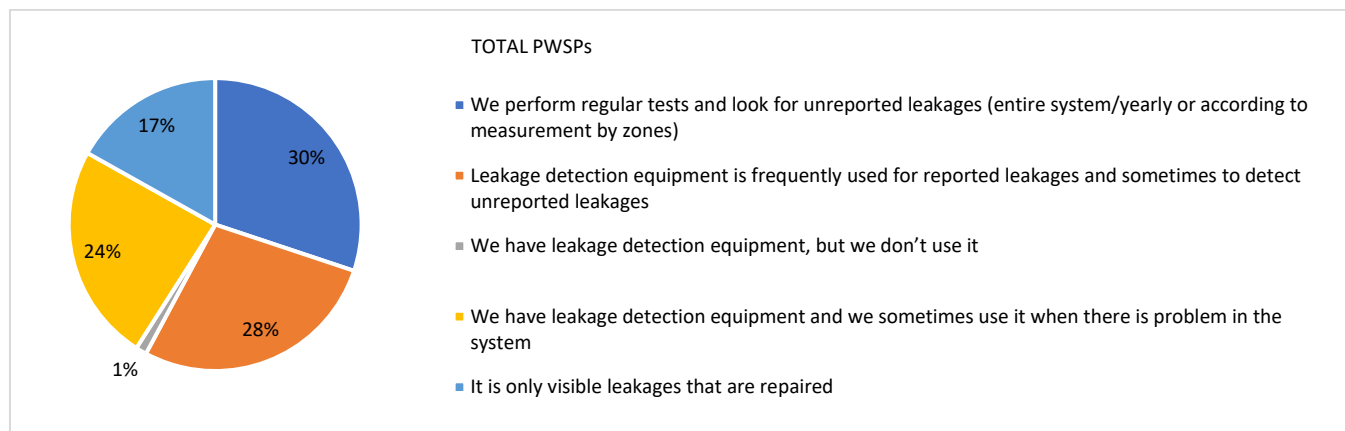 TOTAL PWSPs
We perform regular tests and look for unreported leakages (entire system/yearly or according to
measurement by zones)
Leakage detection equipment is frequently used for reported leakages and sometimes to detect
unreported leakages
We have leakage detection equipment, but we don’t use it
We have leakage detection equipment and we sometimes use it when there is problem in the
system
It is only visible leakages that are repaired
30%
28%
1%
24%
17%